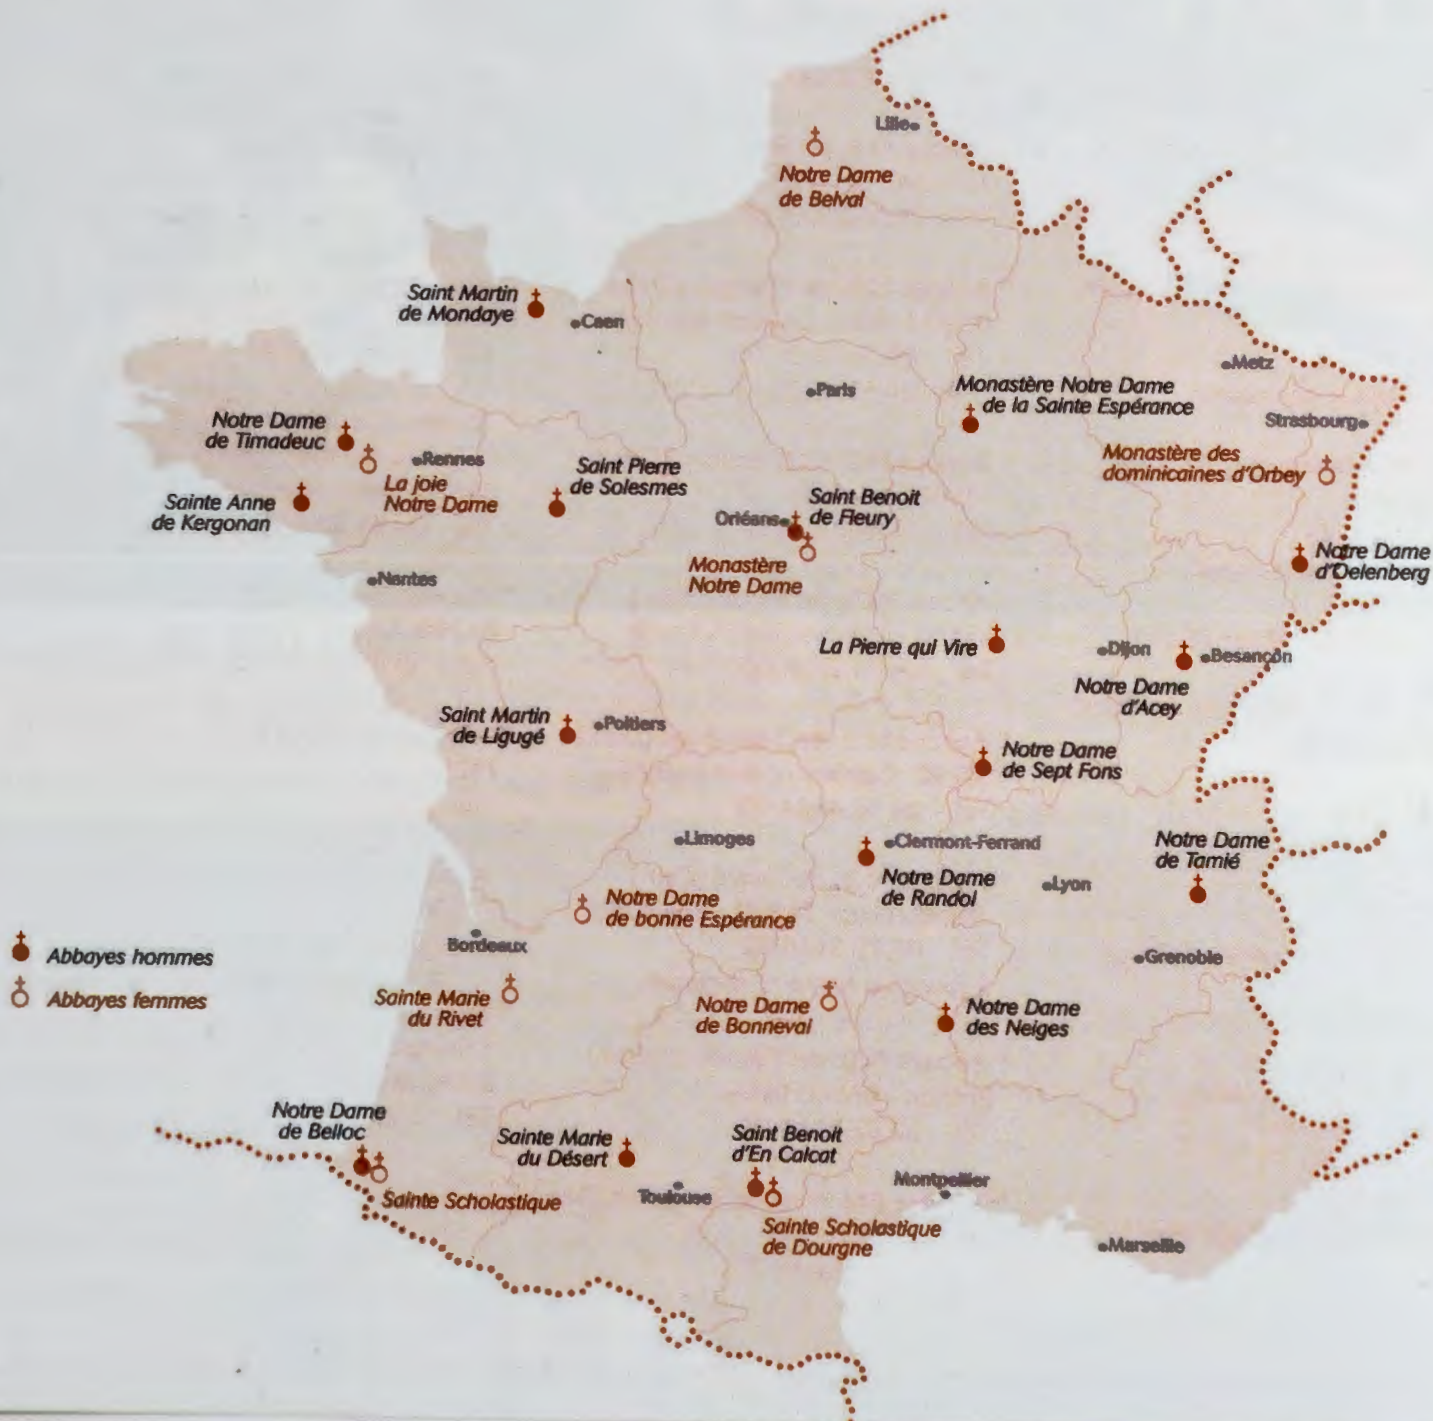 Lille
Notre Dame
de Belval
Saint Martin
de Mondaye
Caen
Metz
Paris
Monastère Notre Dame
de la Sainte Espérance
Strasbourg
Notre Dame
de Timadeuc
Rennes
La joie
Notre Dame
Saint Pierre
de Solesmes
Monastère des
dominicaines d'Orbey
Sainte Anne
de Kergonan
Orléans
Saint Benoit
de Fleury
Monastère
Notre Dame
Notre Dame
d'Oelenberg
Nantes
La Pierre qui Vire
Dijon
Besançôn
Notre Dame
d'Acey
Saint Martin
de Ligugé
Poitiers
Notre Dame
de Sept Fons
Limoges
Clermont-Ferrand
Notre Dame
de Randol
Lyon
Notre Dame
de Tamié
Notre Dame
de bonne Espérance
Bordeaux
Grenoble
Abbayes hommes
Abbayes femmes
Sainte Marie
du Rivet
Notre Dame
de Bonneval
Notre Dame
des Neiges
Notre Dame
de Belloc
Sainte Scholastique
Sainte Marie
du Désert
Toulouse
Saint Benoit
d'En Calcat
Sainte Scholastique
de Dourgne
Montpellier
Marseille